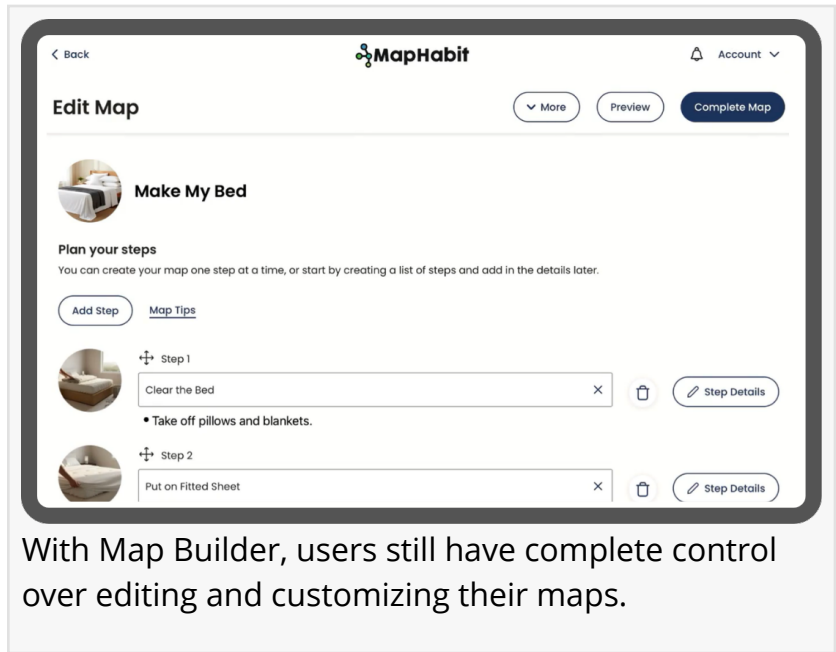 Back
MapHabit
Account
Edit Map
More
Preview
Complete Map
Make My Bed
Plan your steps
You can create your map one step at a time, or start by creating a list of steps and add in the details later.
Add Step
Map Tips
Step 1
Clear the Bed
Step Details
• Take off pillows and blankets.
Step 2
Put on Fitted Sheet
Step Details
With Map Builder, users still have complete control
over editing and customizing their maps.